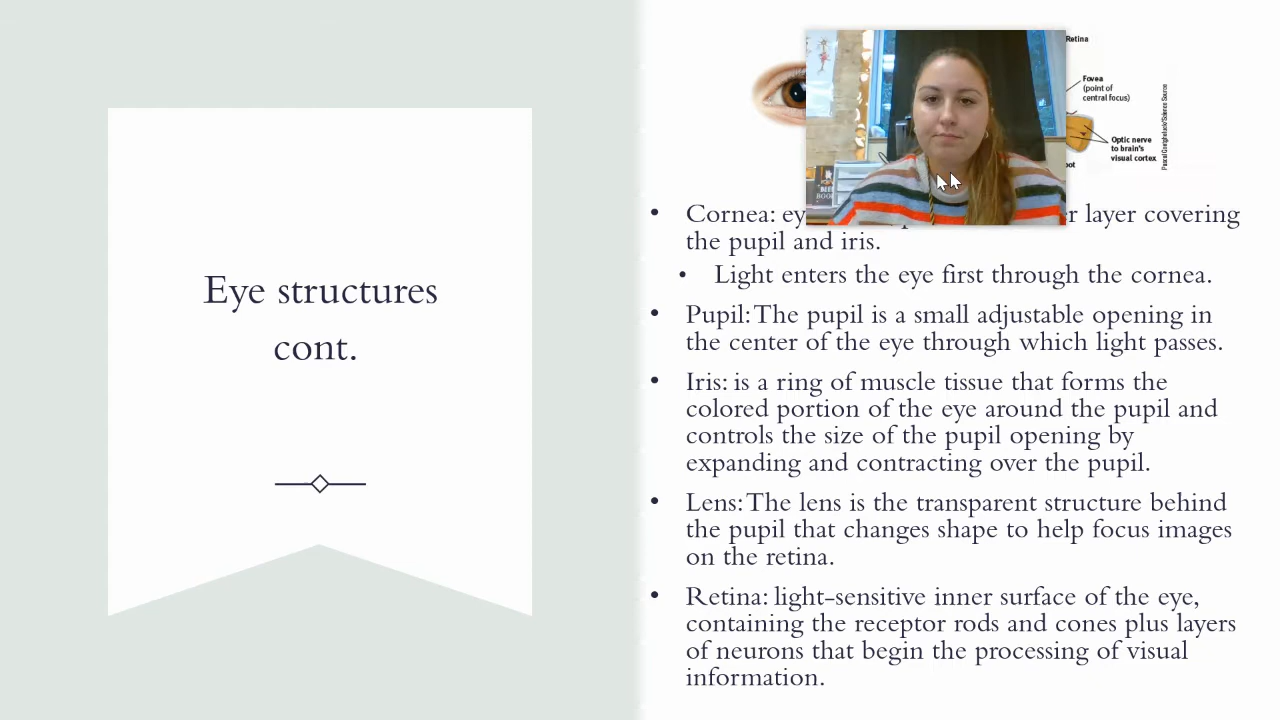 Eye structures
cont.
Retina
Fovea
(point of
central focus)
Optic nerve
to brain's
visual cortex
• Cornea: ey r layer covering
the pupil and iris.
• Light enters the eye first through the cornea.
• Pupil: The pupil is a small adjustable opening in
the center of the eye through which light passes.
• Iris: is a ring of muscle tissue that forms the
colored portion of the eye around the pupil and
controls the size of the pupil opening by
expanding and contracting over the pupil.
• Lens: The lens is the transparent structure behind
the pupil that changes shape to help focus images
on the retina.
• Retina: light-sensitive inner surface of the eye,
containing the receptor rods and cones plus layers
of neurons that begin the processing of visual
information.